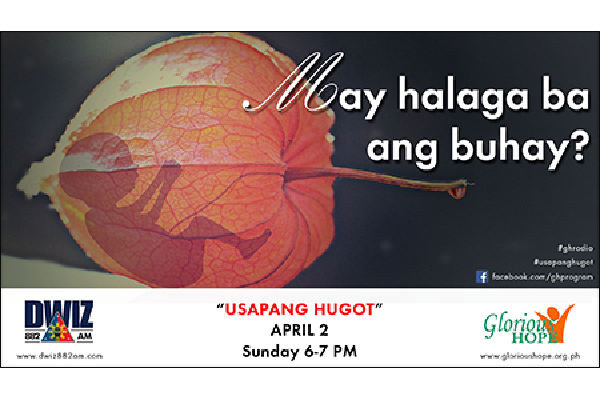 May halaga ba
ang buhay?
#ghradio
#usapanghugot
facebook.com/ghprogram
DWIZ
882 AM
www.dwiz882am.com
"USAPANG HUGOT"
APRIL 2
Sunday 6-7 PM
Glorious
HOPE
www.glorioushope.org.ph